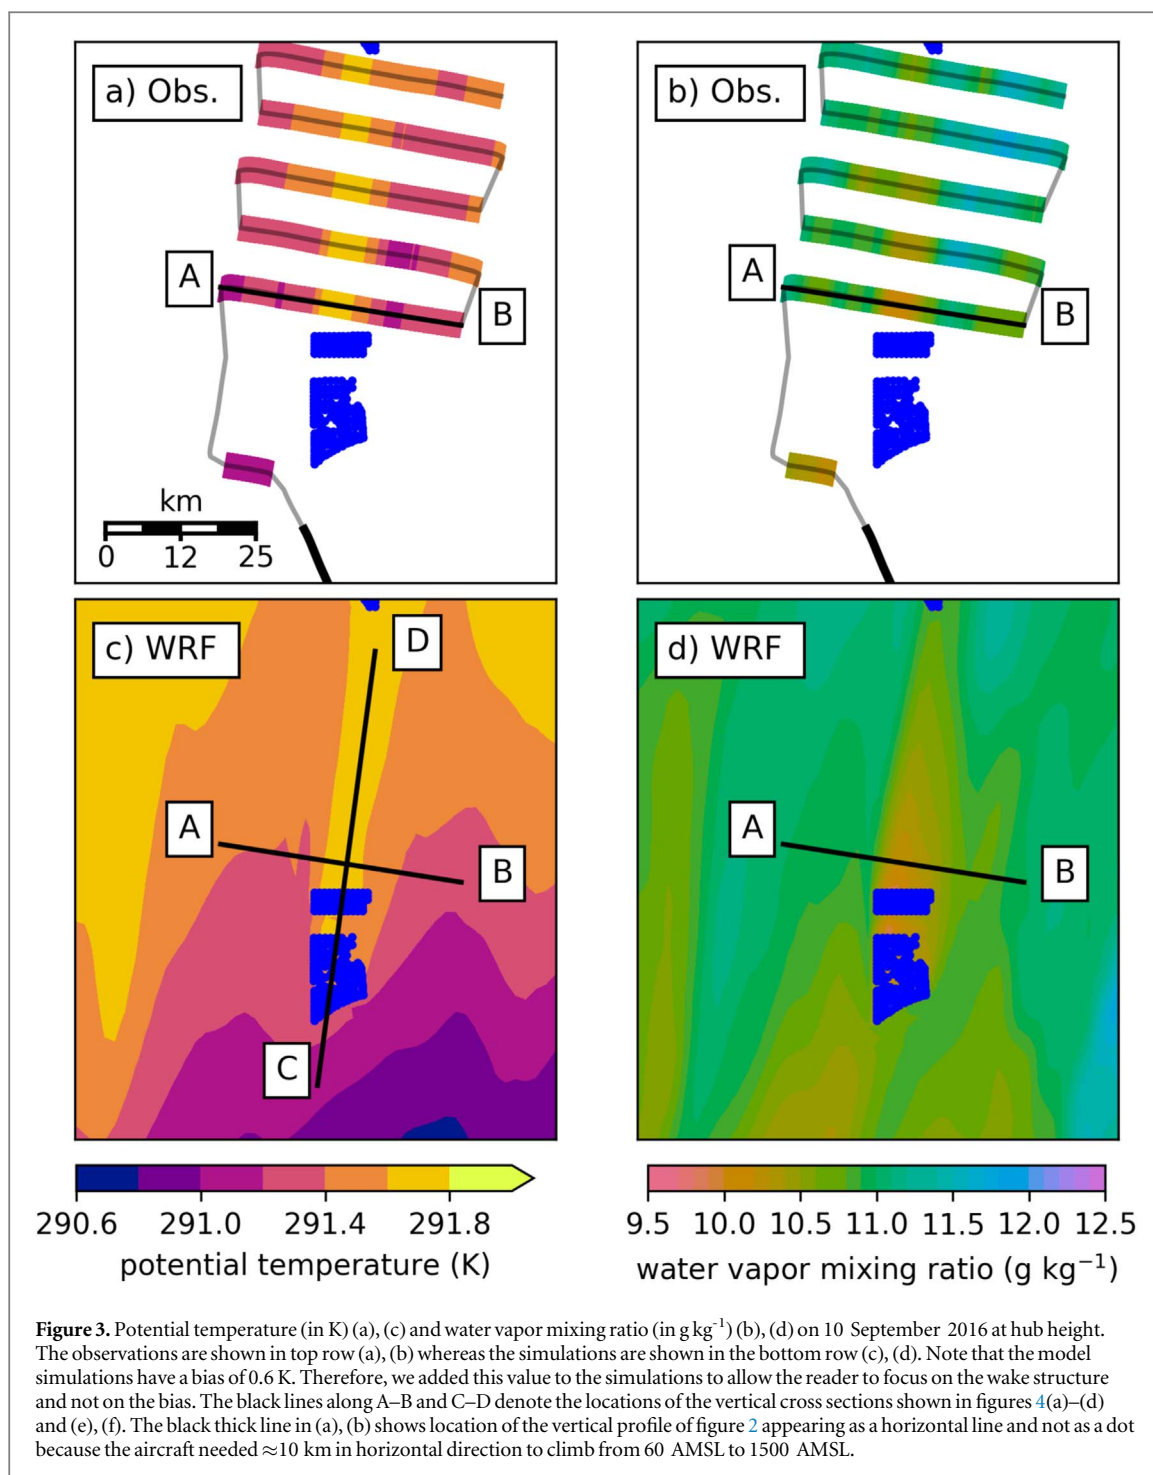 a) Obs.
b) Obs.
A
B
A
B
km
0 12 25
c) WRF
D
d) WRF
A
B
C
A
B
290.6 291.0 291.4 291.8
potential temperature (K)
9.5 10.0 10.5 11.0 11.5 12.0 12.5
water vapor mixing ratio (g kg⁻¹)
Figure 3. Potential temperature (in K) (a), (c) and water vapor mixing ratio (in g kg⁻¹) (b), (d) on 10 September 2016 at hub height.
The observations are shown in top row (a), (b) whereas the simulations are shown in the bottom row (c), (d). Note that the model
simulations have a bias of 0.6 K. Therefore, we added this value to the simulations to allow the reader to focus on the wake structure
and not on the bias. The black lines along A–B and C–D denote the locations of the vertical cross sections shown in figures 4(a)–(d)
and (e), (f). The black thick line in (a), (b) shows location of the vertical profile of figure 2 appearing as a horizontal line and not as a dot
because the aircraft needed ≈10 km in horizontal direction to climb from 60 AMSL to 1500 AMSL.